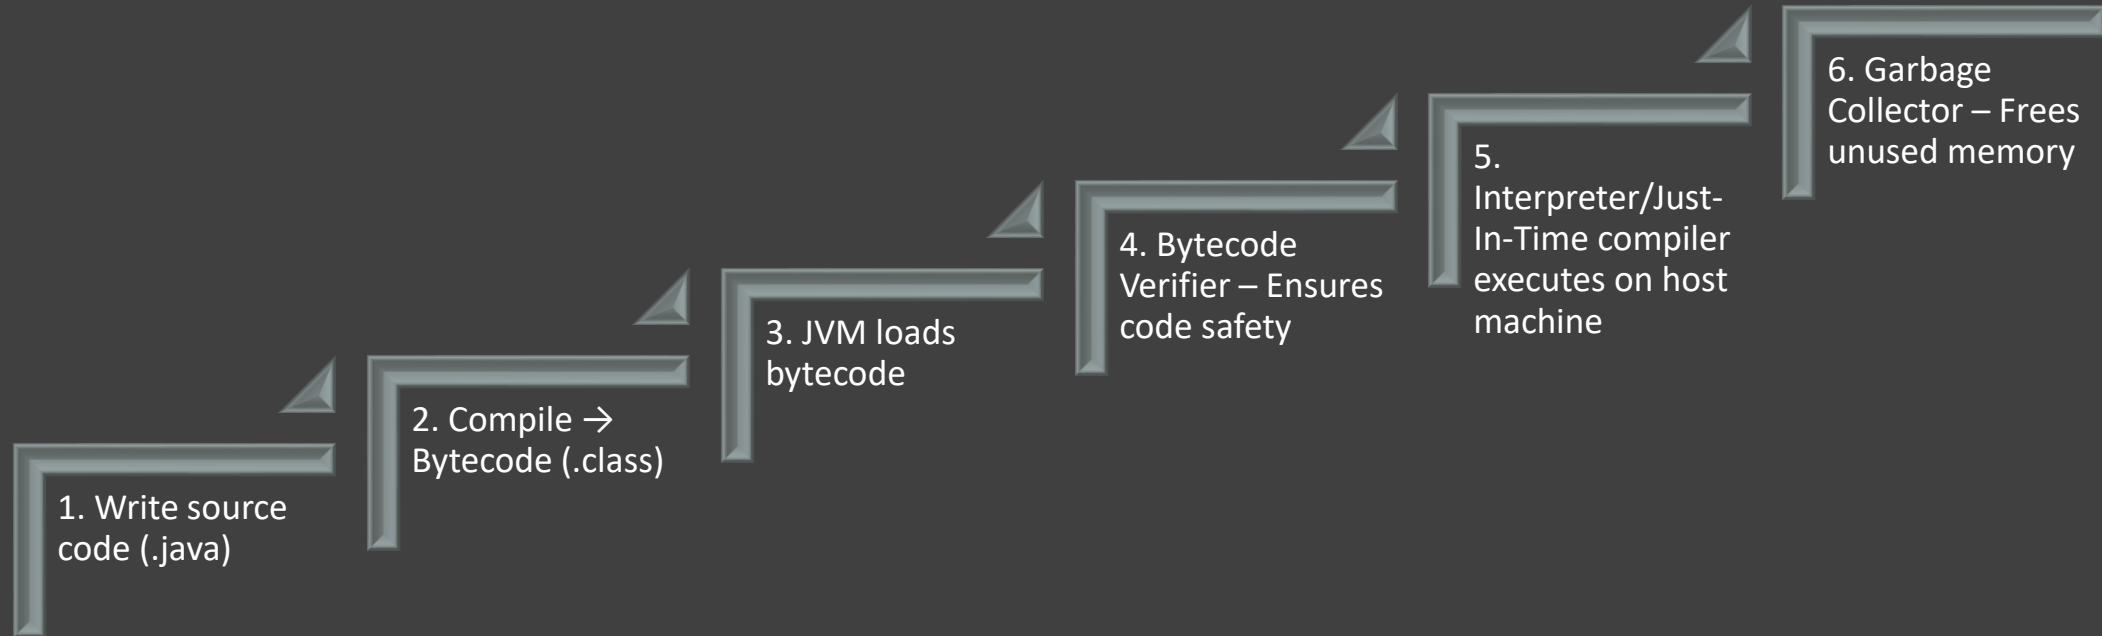 1. Write source
code (.java)
2. Compile →
Bytecode (.class)
3. JVM loads
bytecode
4. Bytecode
Verifier – Ensures
code safety
5.
Interpreter/Just-
In-Time compiler
executes on host
machine
6. Garbage
Collector – Frees
unused memory